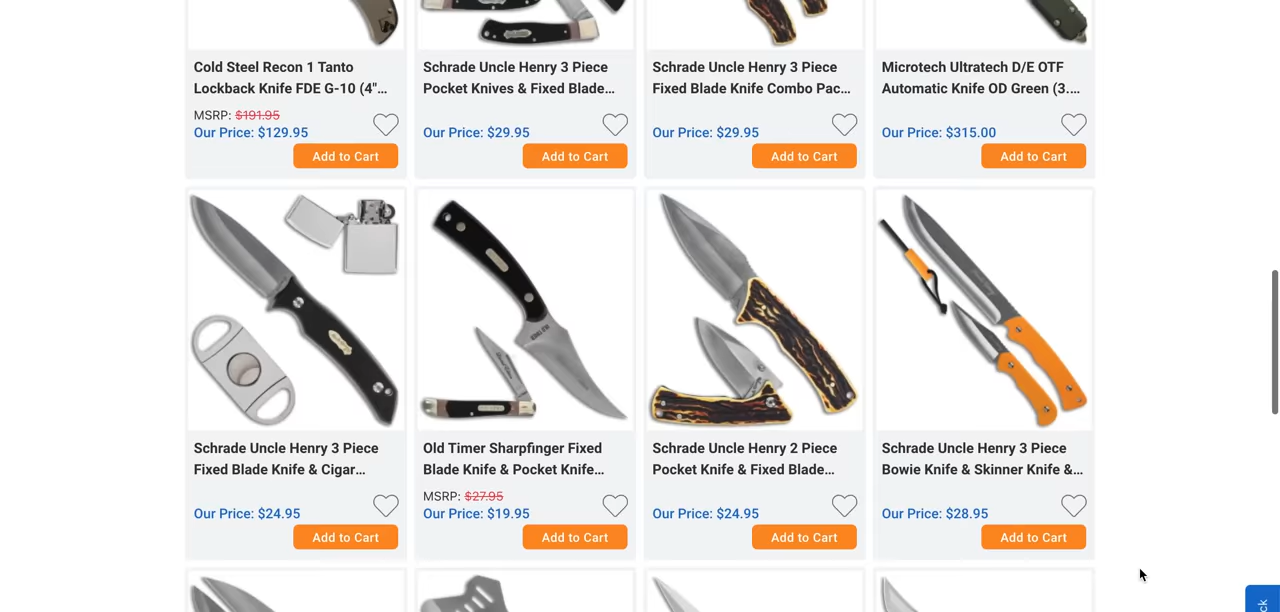 Cold Steel Recon 1 Tanto
Lockback Knife FDE G-10 (4"...
MSRP: $191.95
Our Price: $129.95
Add to Cart
Schrade Uncle Henry 3 Piece
Pocket Knives & Fixed Blade...
Our Price: $29.95
Add to Cart
Schrade Uncle Henry 3 Piece
Fixed Blade Knife Combo Pac...
Our Price: $29.95
Add to Cart
Microtech Ultratech D/E OTF
Automatic Knife OD Green (3....
Our Price: $315.00
Add to Cart
Schrade Uncle Henry 3 Piece
Fixed Blade Knife & Cigar...
Our Price: $24.95
Add to Cart
Old Timer Sharpfinger Fixed
Blade Knife & Pocket Knife...
MSRP: $27.95
Our Price: $19.95
Add to Cart
Schrade Uncle Henry 2 Piece
Pocket Knife & Fixed Blade...
Our Price: $24.95
Add to Cart
Schrade Uncle Henry 3 Piece
Bowie Knife & Skinner Knife &...
Our Price: $28.95
Add to Cart